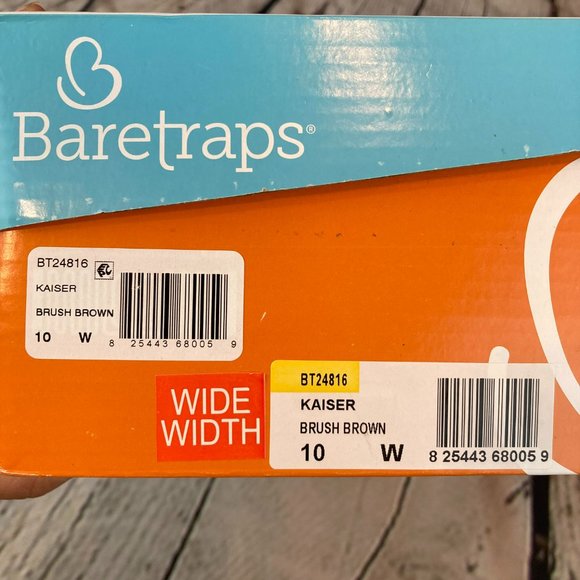 Baretraps®
BT24816
KAISER
BRUSH BROWN
10 W
8 25443 68005 9
WIDE
WIDTH
BT24816
KAISER
BRUSH BROWN
10 W
8 25443 68005 9